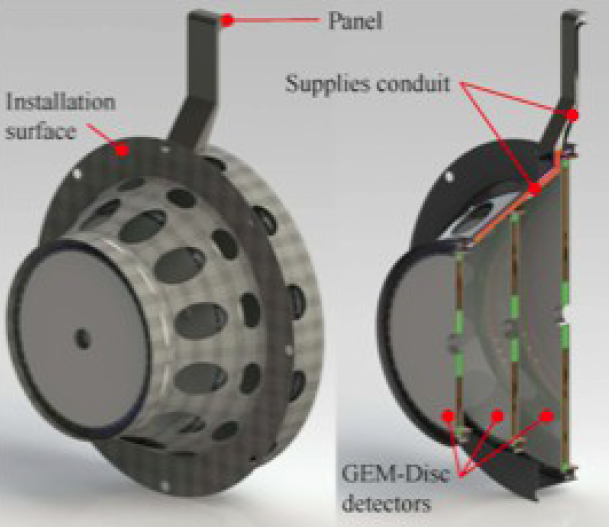 Panel
Supplies conduit
Installation
surface
GEM-Disc
detectors